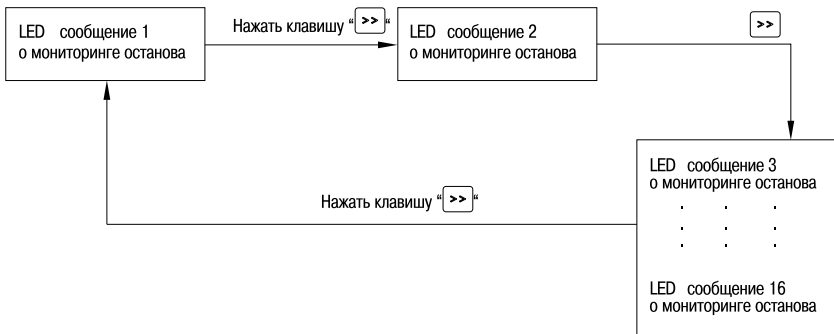 LED сообщение 1
о мониторинге останова
Нажать клавишу “>>“
LED сообщение 2
о мониторинге останова
>>
LED сообщение 3
о мониторинге останова
. . .
. . .
. . .
LED сообщение 16
о мониторинге останова
Нажать клавишу “>>“